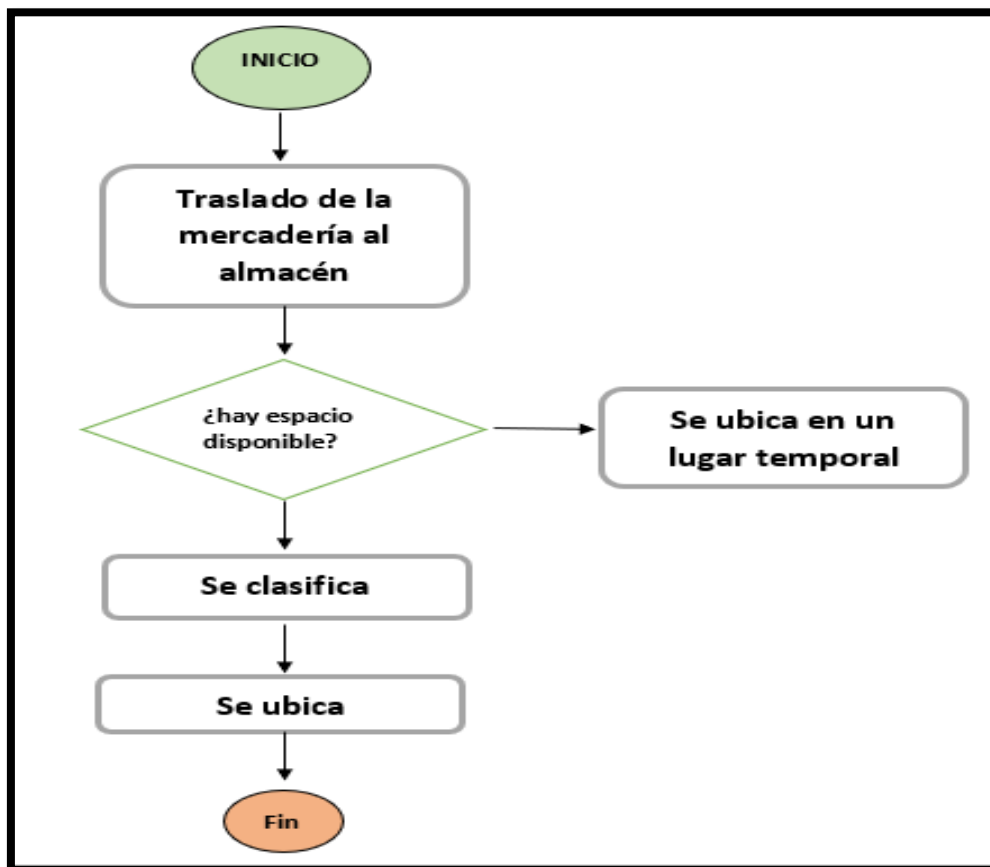 INICIO
Traslado de la
mercadería al
almacén
¿hay espacio
disponible?
Se ubica en un
lugar temporal
Se clasifica
Se ubica
Fin